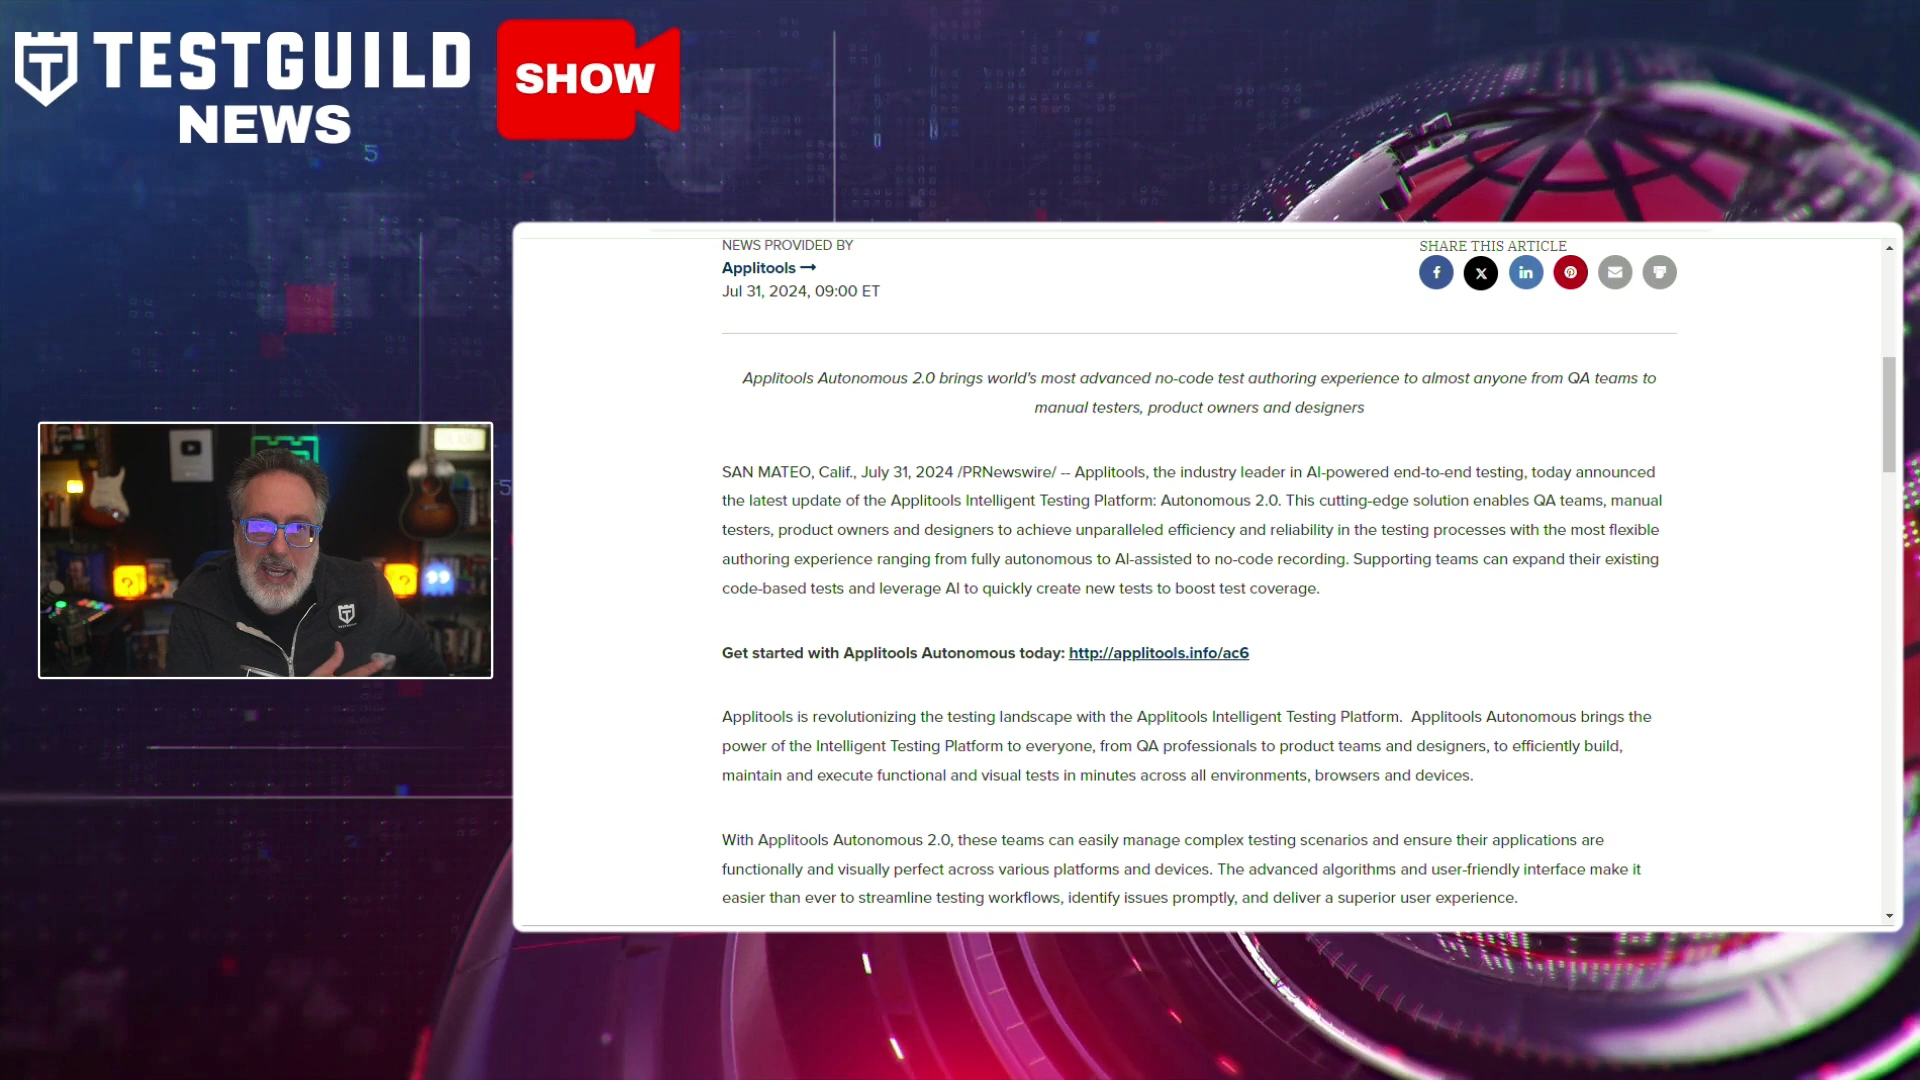 TESTGUILD
NEWS
SHOW
5
5
NEWS PROVIDED BY
Applitools →
Jul 31, 2024, 09:00 ET
SHARE THIS ARTICLE
Applitools Autonomous 2.0 brings world's most advanced no-code test authoring experience to almost anyone from QA teams to
manual testers, product owners and designers
SAN MATEO, Calif., July 31, 2024 /PRNewswire/ -- Applitools, the industry leader in AI-powered end-to-end testing, today announced
the latest update of the Applitools Intelligent Testing Platform: Autonomous 2.0. This cutting-edge solution enables QA teams, manual
testers, product owners and designers to achieve unparalleled efficiency and reliability in the testing processes with the most flexible
authoring experience ranging from fully autonomous to AI-assisted to no-code recording. Supporting teams can expand their existing
code-based tests and leverage AI to quickly create new tests to boost test coverage.
Get started with Applitools Autonomous today: http://applitools.info/ac6
Applitools is revolutionizing the testing landscape with the Applitools Intelligent Testing Platform. Applitools Autonomous brings the
power of the Intelligent Testing Platform to everyone, from QA professionals to product teams and designers, to efficiently build,
maintain and execute functional and visual tests in minutes across all environments, browsers and devices.
With Applitools Autonomous 2.0, these teams can easily manage complex testing scenarios and ensure their applications are
functionally and visually perfect across various platforms and devices. The advanced algorithms and user-friendly interface make it
easier than ever to streamline testing workflows, identify issues promptly, and deliver a superior user experience.